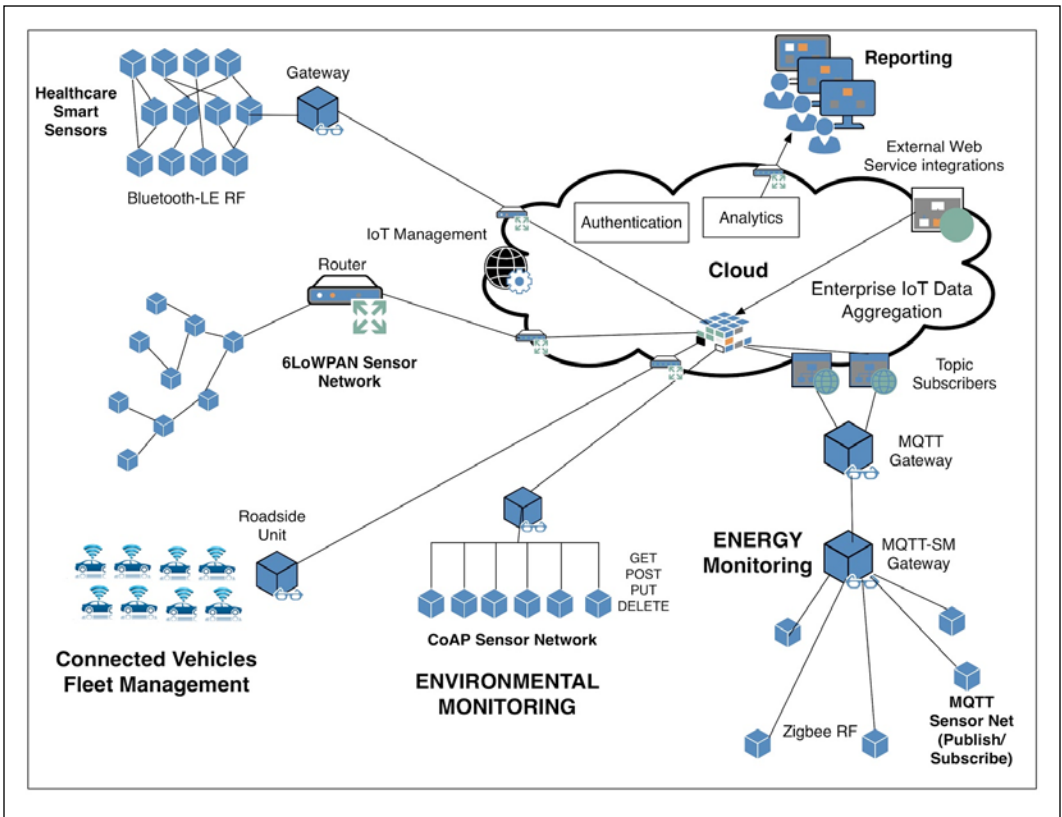 Healthcare
Smart
Sensors
Gateway
Bluetooth-LE RF
Reporting
External Web
Service integrations
IoT Management
Authentication
Analytics
Cloud
Enterprise IoT Data
Aggregation
Router
6LoWPAN Sensor
Network
Topic
Subscribers
MQTT
Gateway
Roadside
Unit
Connected Vehicles
Fleet Management
GET
POST
PUT
DELETE
CoAP Sensor Network
ENVIRONMENTAL
MONITORING
ENERGY
Monitoring
MQTT-SM
Gateway
Zigbee RF
MQTT
Sensor Net
(Publish/
Subscribe)